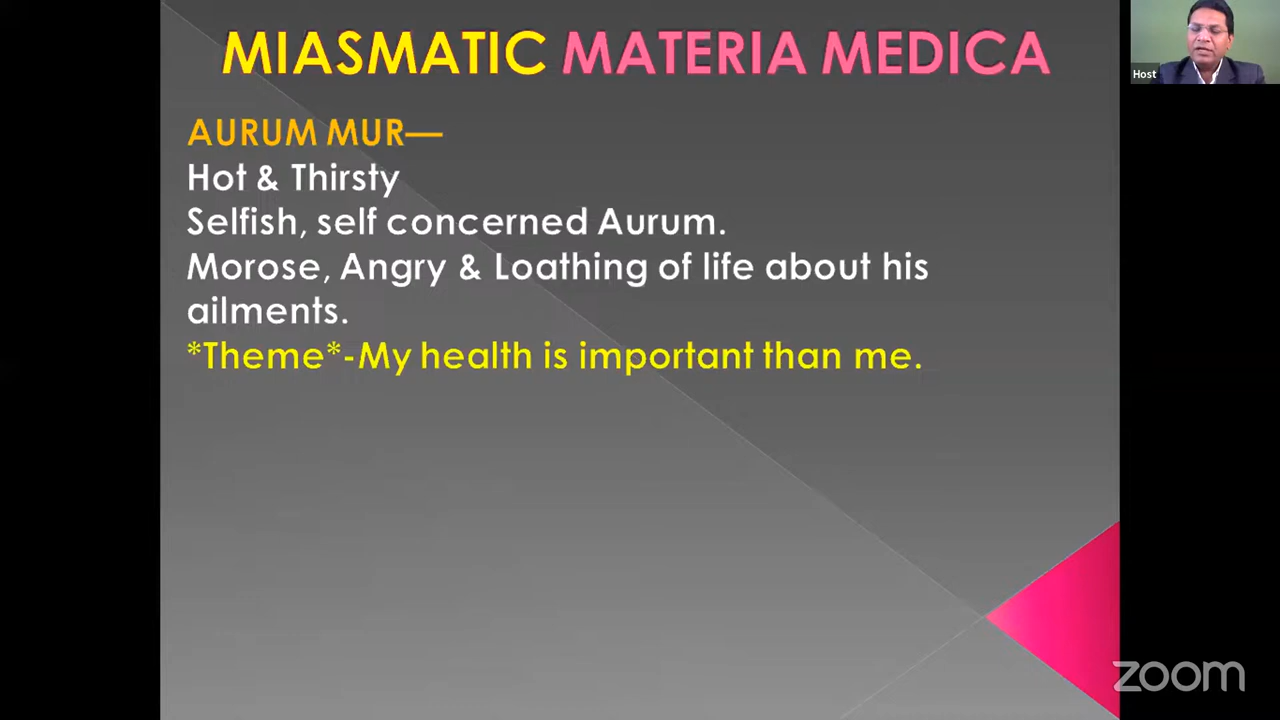 MIASMATIC MATERIA MEDICA
Host
AURUM MUR—
Hot & Thirsty
Selfish, self concerned Aurum.
Morose, Angry & Loathing of life about his
ailments.
*Theme*-My health is important than me.
zoom